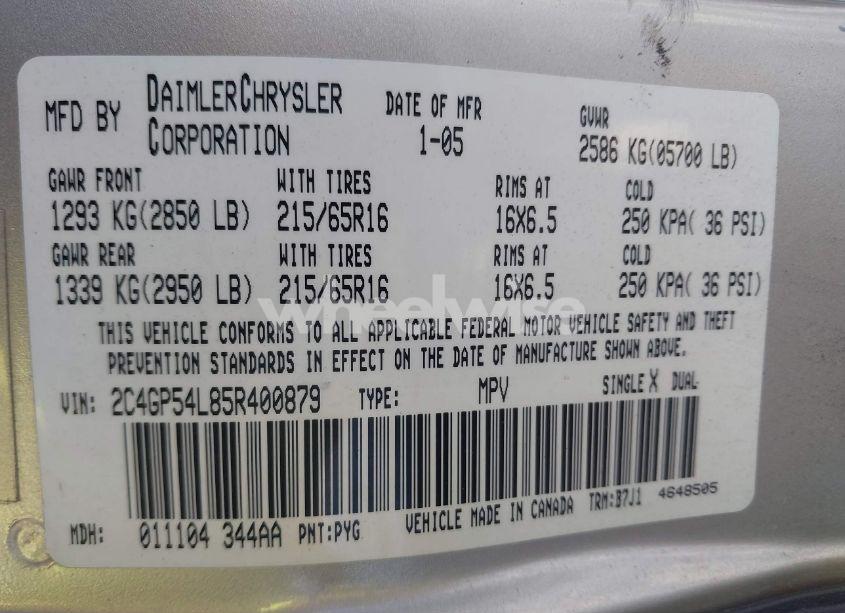 MFD BY DAIMLERCHRYSLER CORPORATION DATE OF MFR 1-05 GVWR 2586 KG(05700 LB)
GAWR FRONT WITH TIRES RIMS AT COLD
1293 KG(2850 LB) 215/65R16 16X6.5 250 KPA( 36 PSI)
GAWR REAR WITH TIRES RIMS AT COLD
1339 KG(2950 LB) 215/65R16 16X6.5 250 KPA( 36 PSI)
wheelwise
THIS VEHICLE CONFORMS TO ALL APPLICABLE FEDERAL MOTOR VEHICLE SAFETY AND THEFT
PREVENTION STANDARDS IN EFFECT ON THE DATE OF MANUFACTURE SHOWN ABOVE.
VIN: 2C4GP54L85R400879 TYPE: MPV SINGLE X DUAL
MDH: 011104 344AA PNT:PYG VEHICLE MADE IN CANADA TRM:B7J1 4648505